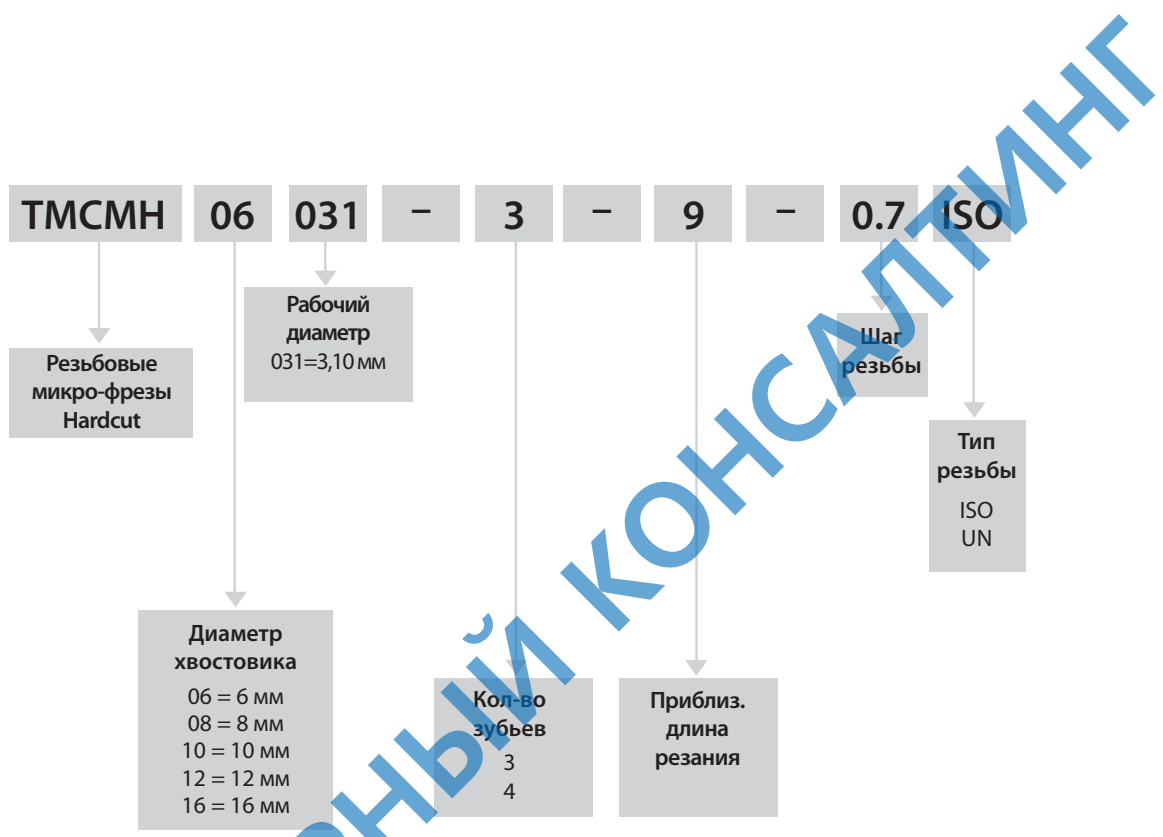 TMCMH 06 031 – 3 – 9 – 0.7 ISO
Резьбовые
микро-фрезы
Hardcut
Рабочий
диаметр
031=3,10 мм
Шаг
резьбы
Тип
резьбы
ISO
UN
Диаметр
хвостовика
06 = 6 мм
08 = 8 мм
10 = 10 мм
12 = 12 мм
16 = 16 мм
Кол-во
зубьев
3
4
Приблиз.
длина
резания
РНЫЙ КОНСАЛТИНГ